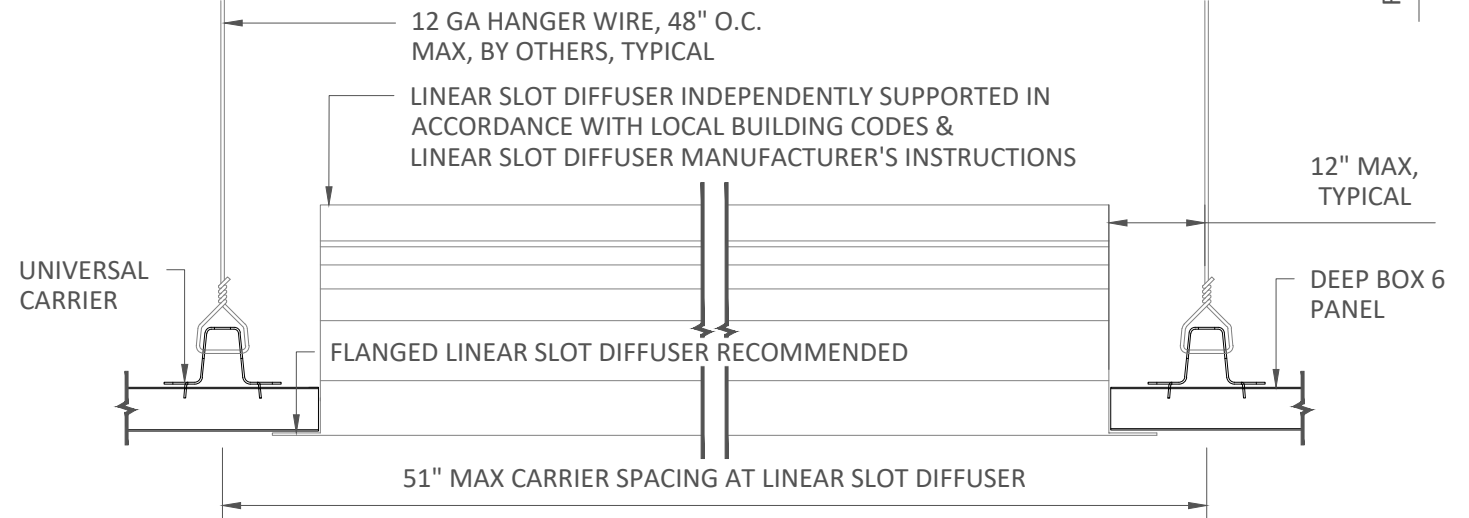 12 GA HANGER WIRE, 48" O.C.
MAX, BY OTHERS, TYPICAL
LINEAR SLOT DIFFUSER INDEPENDENTLY SUPPORTED IN
ACCORDANCE WITH LOCAL BUILDING CODES &
LINEAR SLOT DIFFUSER MANUFACTURER'S INSTRUCTIONS
12" MAX,
TYPICAL
UNIVERSAL
CARRIER
DEEP BOX 6
PANEL
FLANGED LINEAR SLOT DIFFUSER RECOMMENDED
51" MAX CARRIER SPACING AT LINEAR SLOT DIFFUSER